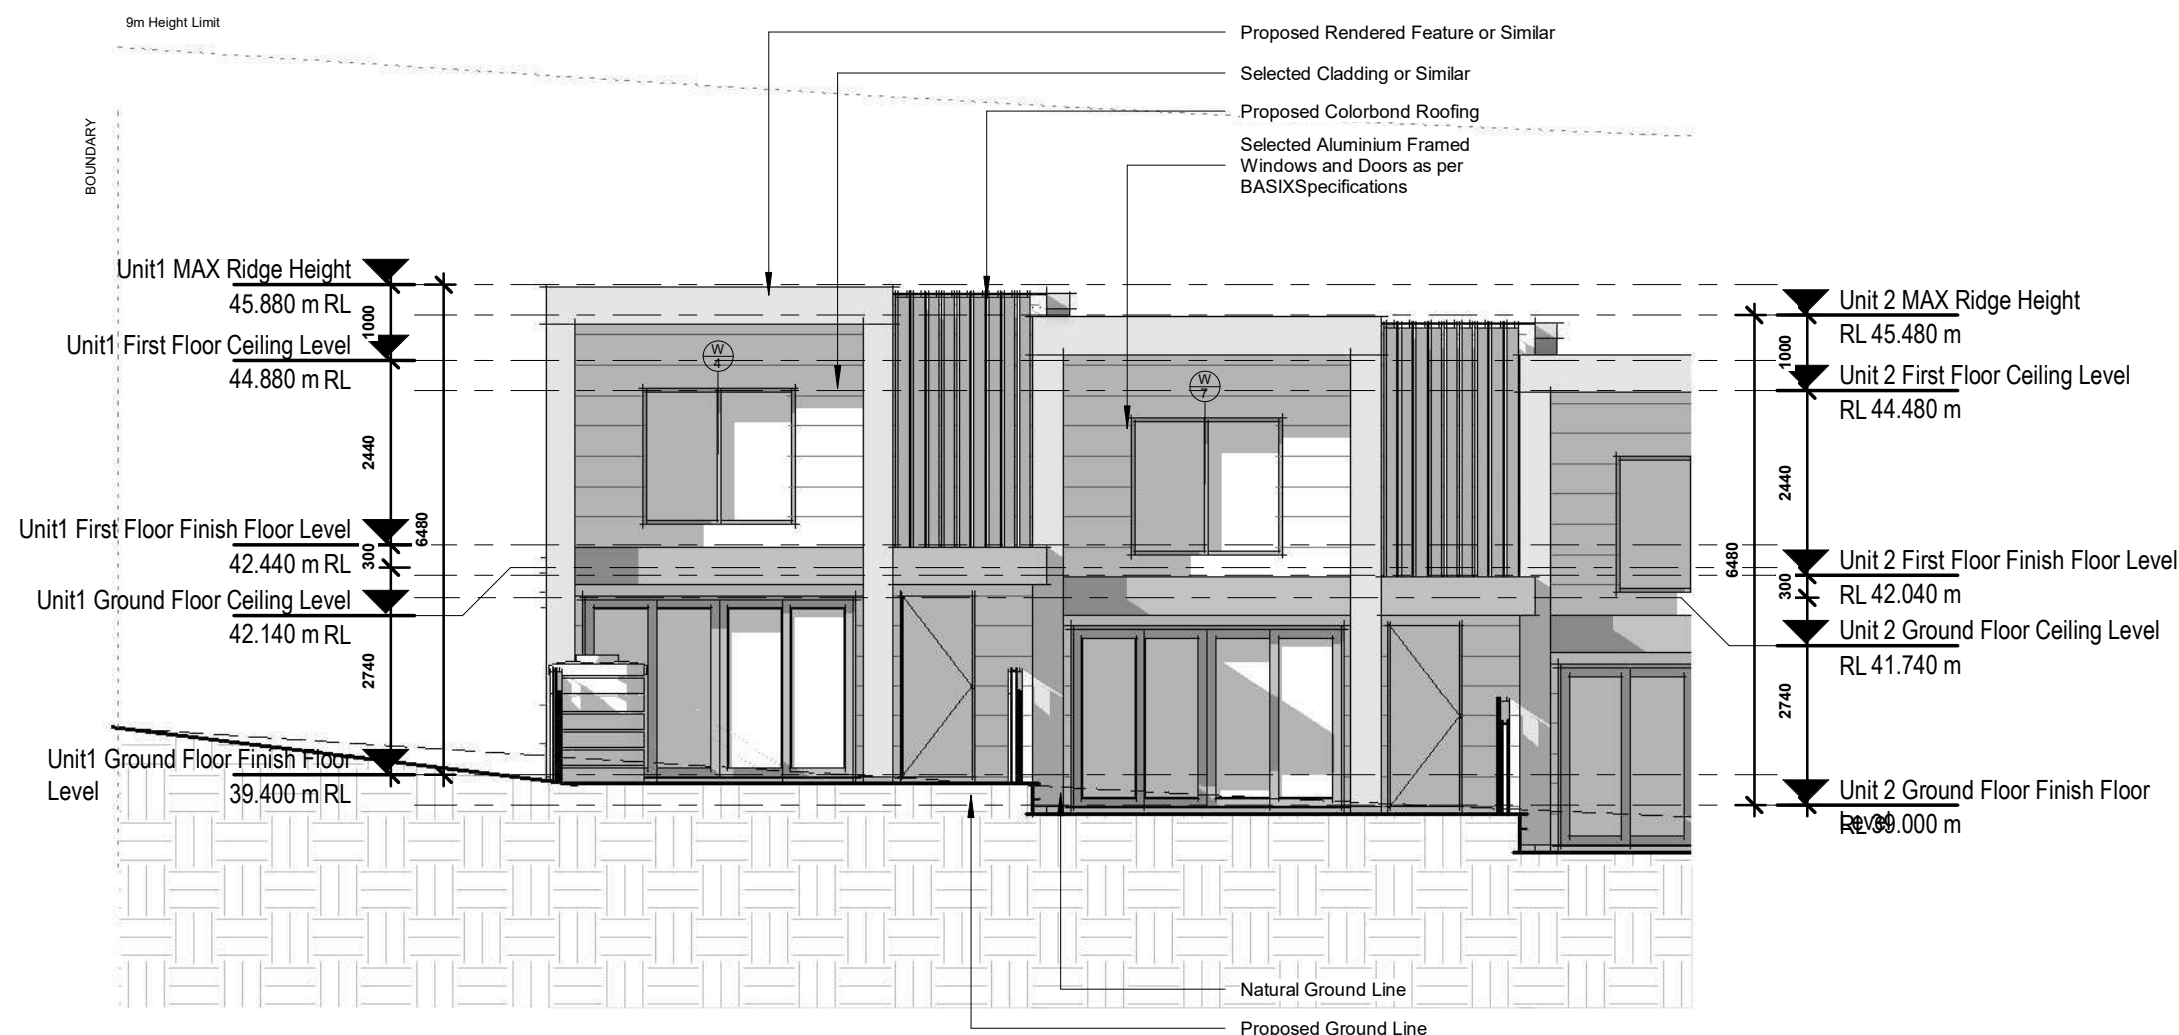 9m Height Limit
BOUNDARY
Proposed Rendered Feature or Similar
Selected Cladding or Similar
Proposed Colorbond Roofing
Selected Aluminium Framed
Windows and Doors as per
BASIXSpecifications
Unit1 MAX Ridge Height
45.880 m RL
1000
Unit1 First Floor Ceiling Level
44.880 m RL
2440
Unit1 First Floor Finish Floor Level
42.440 m RL
300
6480
Unit1 Ground Floor Ceiling Level
42.140 m RL
2740
Unit1 Ground Floor Finish Floor
Level
39.400 m RL
W
4
W
7
Unit 2 MAX Ridge Height
RL 45.480 m
1000
Unit 2 First Floor Ceiling Level
RL 44.480 m
2440
6480
Unit 2 First Floor Finish Floor Level
RL 42.040 m
300
Unit 2 Ground Floor Ceiling Level
RL 41.740 m
2740
Unit 2 Ground Floor Finish Floor
Level
RL 39.000 m
Natural Ground Line
Proposed Ground Line